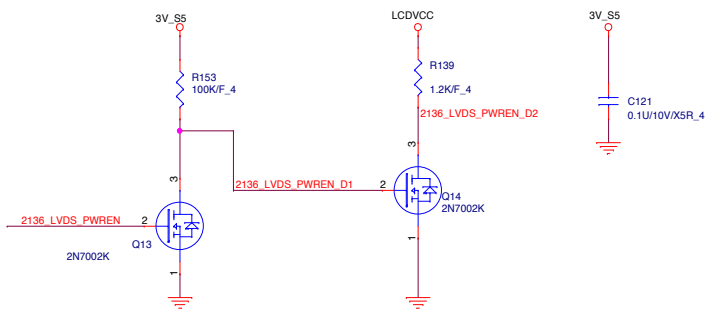 3V_S5
LCDVCC
3V_S5
R153
100K/F_4
R139
1.2K/F_4
C121
0.1U/10V/X5R_4
2136_LVDS_PWREN_D2
3
3
2136_LVDS_PWREN_D1
2
Q14
2N7002K
2136_LVDS_PWREN
2
Q13
2N7002K
1
1